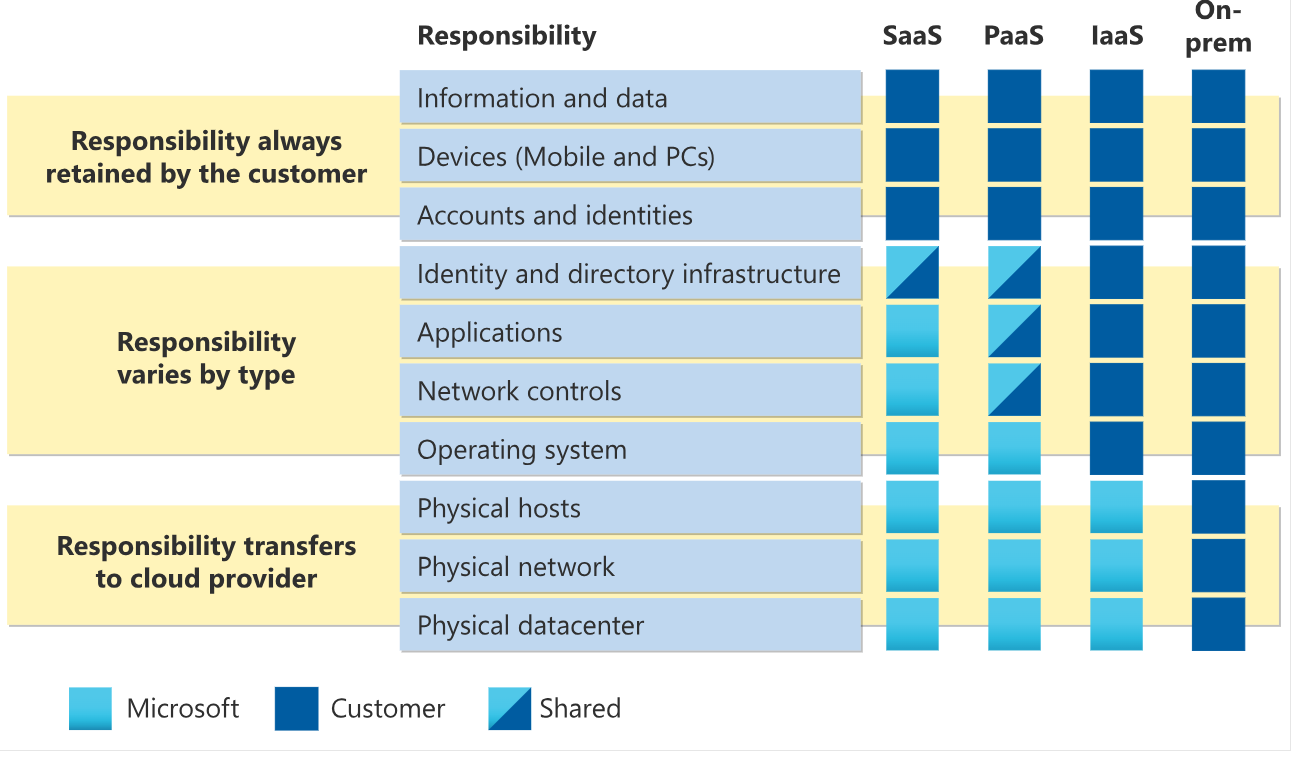 Responsibility SaaS PaaS IaaS On-
prem
Responsibility always
retained by the customer
Information and data
Devices (Mobile and PCs)
Accounts and identities
Responsibility
varies by type
Identity and directory infrastructure
Applications
Network controls
Operating system
Responsibility transfers
to cloud provider
Physical hosts
Physical network
Physical datacenter
Microsoft Customer Shared